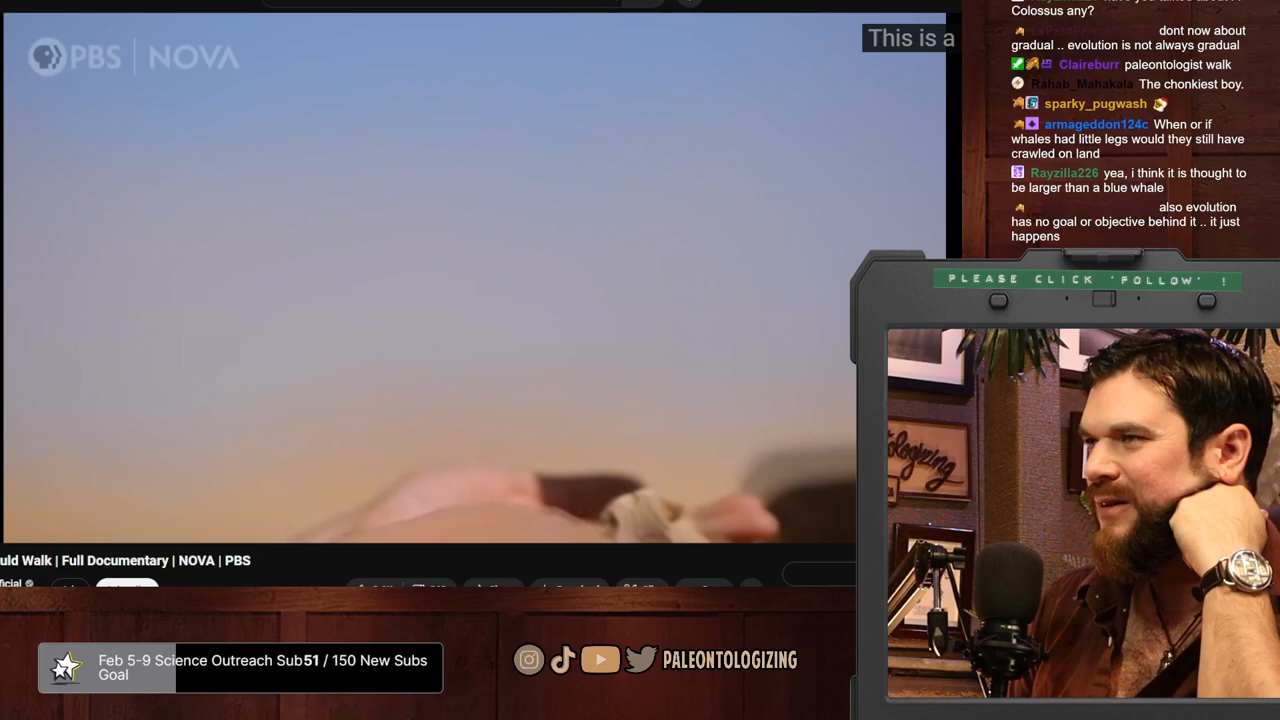 PBS | NOVA
This is a
Colossus any?
dont now about
gradual .. evolution is not always gradual
Claireburr paleontologist walk
Rahab_Mahakala The chonkiest boy.
sparky_pugwash
armageddon124c When or if
whales had little legs would they still have
crawled on land
Rayzilla226 yea, i think it is thought to
be larger than a blue whale
also evolution
has no goal or objective behind it .. it just
happens
PLEASE CLICK 'FOLLOW' !
ologizing
uld Walk | Full Documentary | NOVA | PBS
Feb 5-9 Science Outreach Sub 51 / 150 New Subs
Goal
PALEONTOLOGIZING